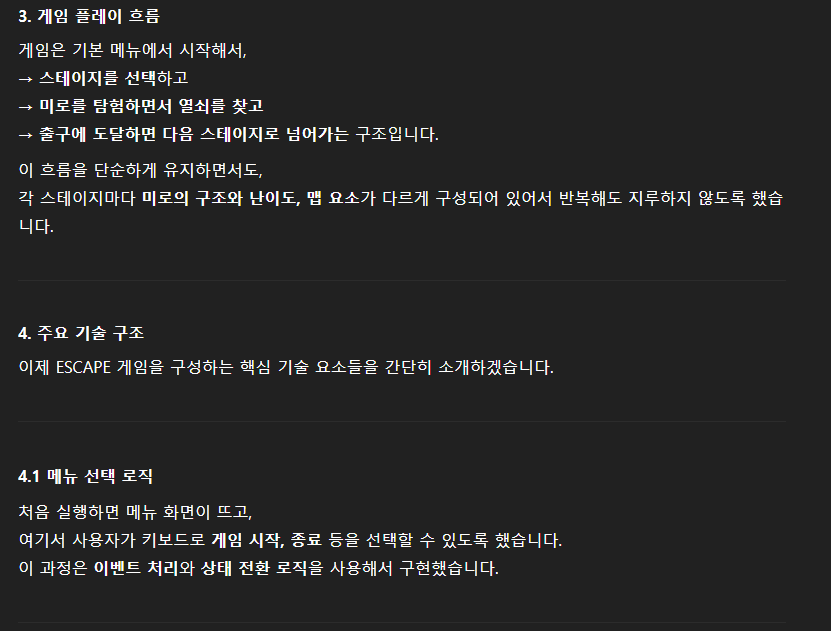 3. 게임 플레이 흐름
게임은 기본 메뉴에서 시작해서,
→ 스테이지를 선택하고
→ 미로를 탐험하면서 열쇠를 찾고
→ 출구에 도달하면 다음 스테이지로 넘어가는 구조입니다.
이 흐름을 단순하게 유지하면서도,
각 스테이지마다 미로의 구조와 난이도, 맵 요소가 다르게 구성되어 있어서 반복해도 지루하지 않도록 했습
니다.
4. 주요 기술 구조
이제 ESCAPE 게임을 구성하는 핵심 기술 요소들을 간단히 소개하겠습니다.
4.1 메뉴 선택 로직
처음 실행하면 메뉴 화면이 뜨고,
여기서 사용자가 키보드로 게임 시작, 종료 등을 선택할 수 있도록 했습니다.
이 과정은 이벤트 처리와 상태 전환 로직을 사용해서 구현했습니다.